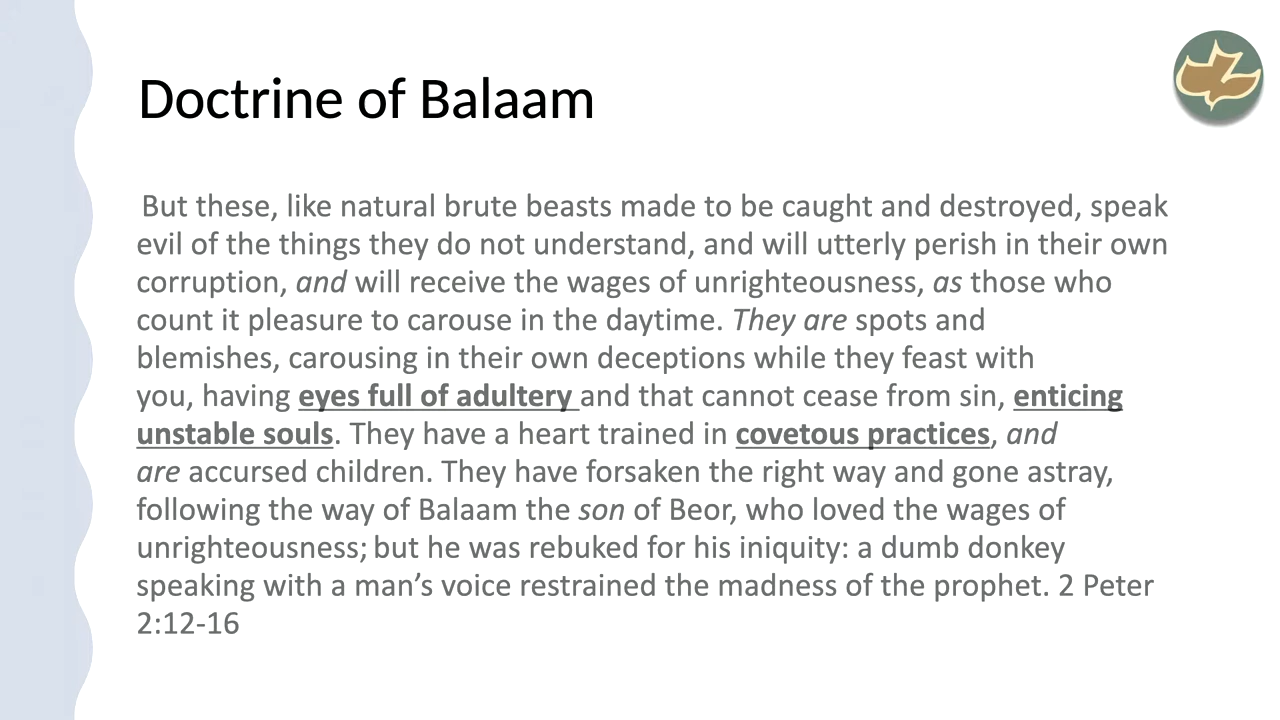 Doctrine of Balaam
But these, like natural brute beasts made to be caught and destroyed, speak
evil of the things they do not understand, and will utterly perish in their own
corruption, and will receive the wages of unrighteousness, as those who
count it pleasure to carouse in the daytime. They are spots and
blemishes, carousing in their own deceptions while they feast with
you, having eyes full of adultery and that cannot cease from sin, enticing
unstable souls. They have a heart trained in covetous practices, and
are accursed children. They have forsaken the right way and gone astray,
following the way of Balaam the son of Beor, who loved the wages of
unrighteousness; but he was rebuked for his iniquity: a dumb donkey
speaking with a man’s voice restrained the madness of the prophet. 2 Peter
2:12-16